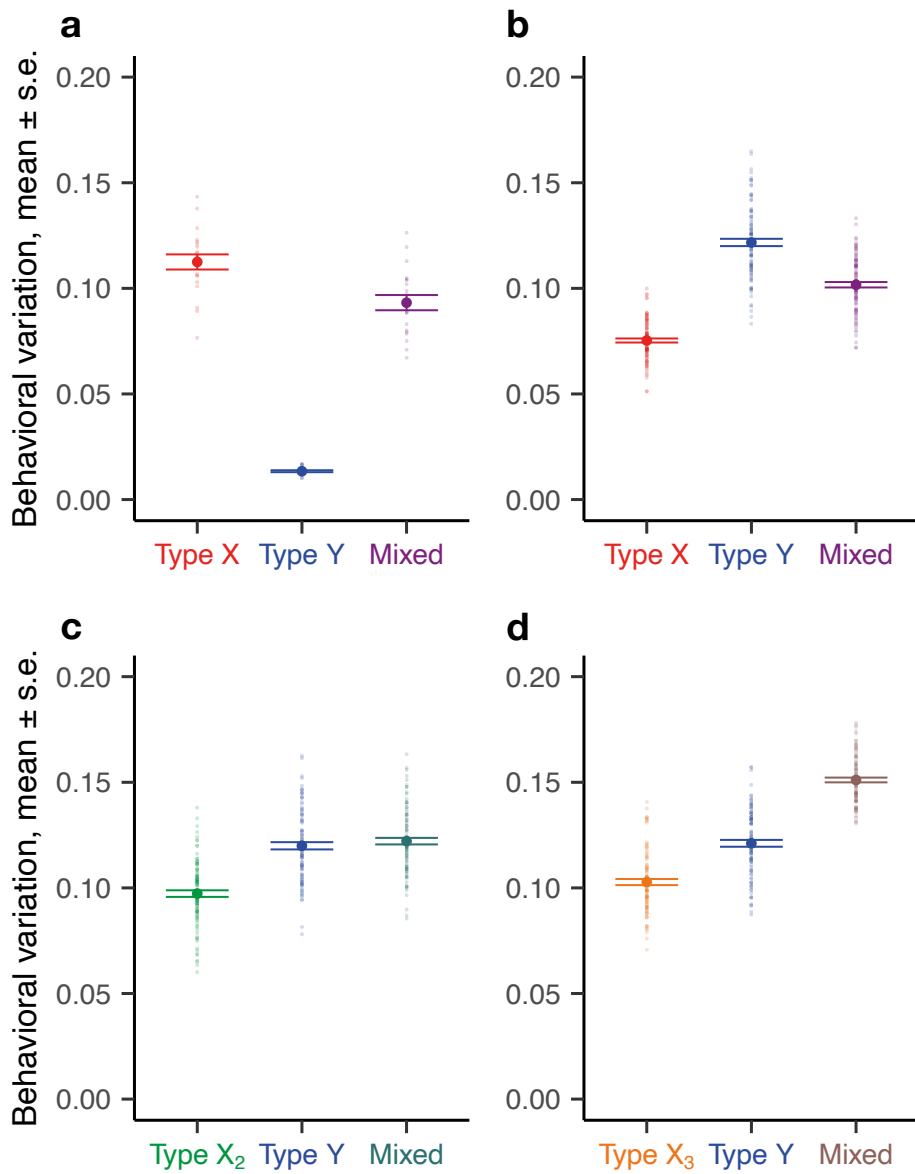 a
b
Behavioral variation, mean ± s.e.
0.20
0.15
0.10
0.05
0.00
Type X Type Y Mixed
0.20
0.15
0.10
0.05
0.00
Type X Type Y Mixed
c
d
Behavioral variation, mean ± s.e.
0.20
0.15
0.10
0.05
0.00
Type X₂ Type Y Mixed
0.20
0.15
0.10
0.05
0.00
Type X₃ Type Y Mixed